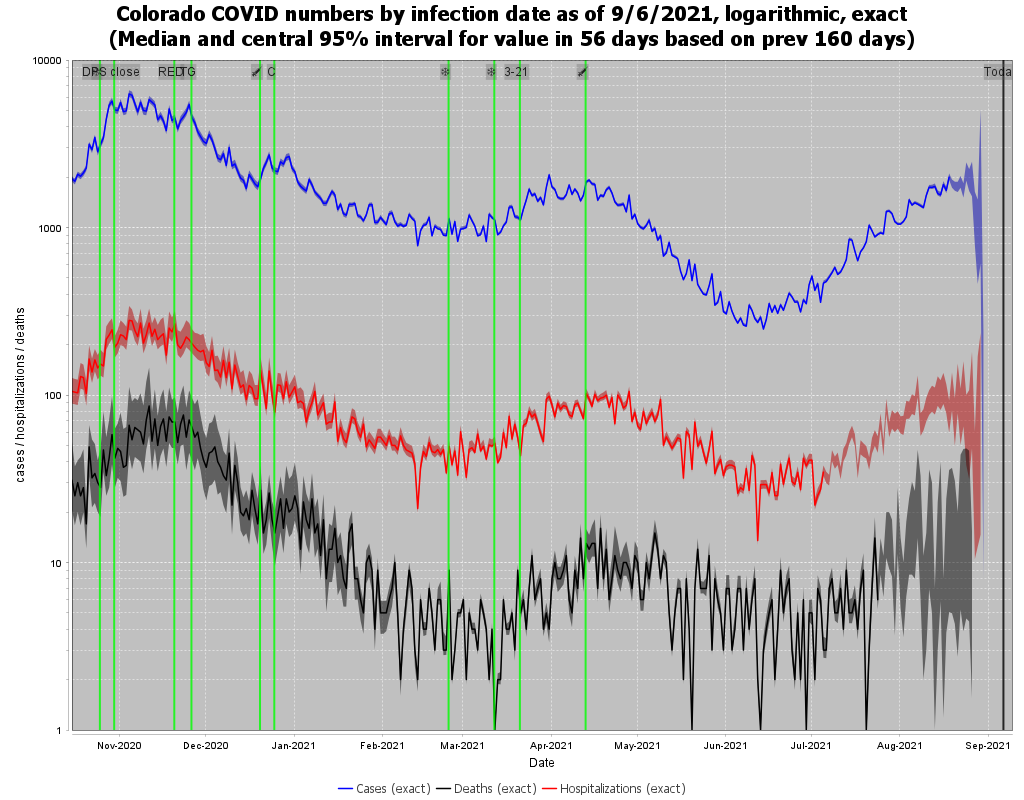 Colorado COVID numbers by infection date as of 9/6/2021, logarithmic, exact
(Median and central 95% interval for value in 56 days based on prev 160 days)
10000
1000
100
10
1
cases / hospitalizations / deaths
close
C
3-21
Toda
Nov-2020
Dec-2020
Jan-2021
Feb-2021
Mar-2021
Apr-2021
May-2021
Jun-2021
Jul-2021
Aug-2021
Sep-2021
Date
Cases (exact)
Deaths (exact)
Hospitalizations (exact)